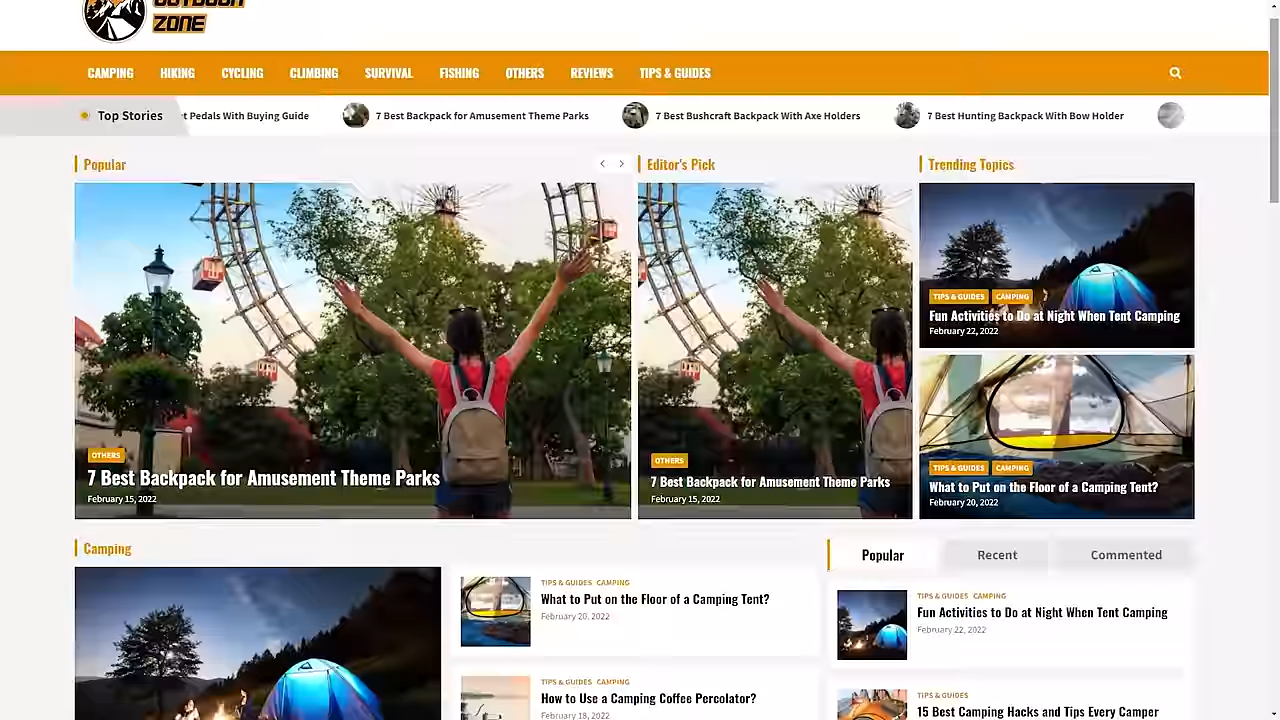 OUTDOOR
ZONE
CAMPING HIKING CYCLING CLIMBING SURVIVAL FISHING OTHERS REVIEWS TIPS & GUIDES
Top Stories
t Pedals With Buying Guide
7 Best Backpack for Amusement Theme Parks
7 Best Bushcraft Backpack With Axe Holders
7 Best Hunting Backpack With Bow Holder
Popular
OTHERS
7 Best Backpack for Amusement Theme Parks
February 15, 2022
Editor's Pick
OTHERS
7 Best Backpack for Amusement Theme Parks
February 15, 2022
Trending Topics
TIPS & GUIDES CAMPING
Fun Activities to Do at Night When Tent Camping
February 22, 2022
TIPS & GUIDES CAMPING
What to Put on the Floor of a Camping Tent?
February 20, 2022
Camping
TIPS & GUIDES CAMPING
What to Put on the Floor of a Camping Tent?
February 20, 2022
TIPS & GUIDES CAMPING
How to Use a Camping Coffee Percolator?
February 18, 2022
Popular Recent Commented
TIPS & GUIDES CAMPING
Fun Activities to Do at Night When Tent Camping
February 22, 2022
TIPS & GUIDES
15 Best Camping Hacks and Tips Every Camper